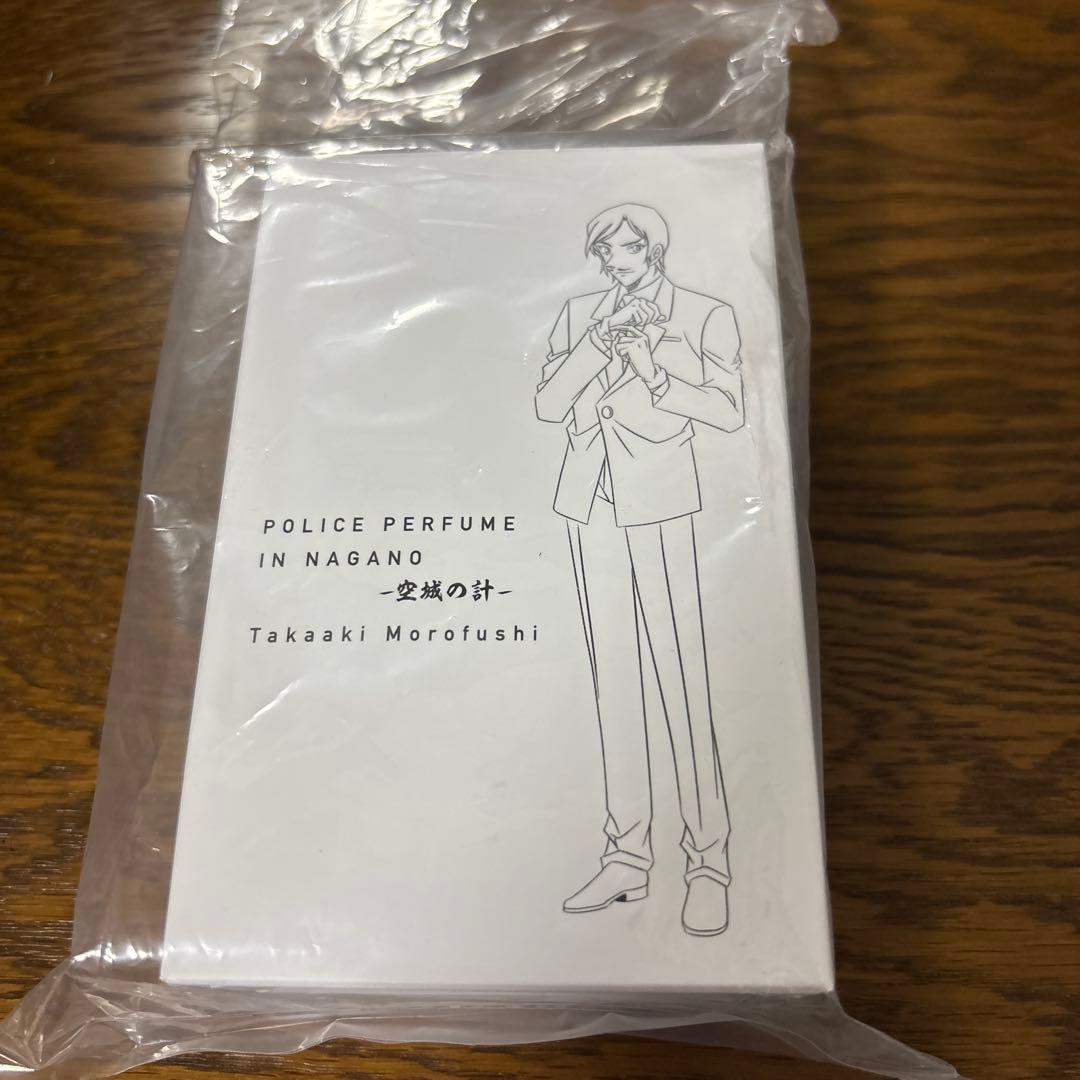 POLICE PERFUME
IN NAGANO
-空城の計-
Takaaki Morofushi